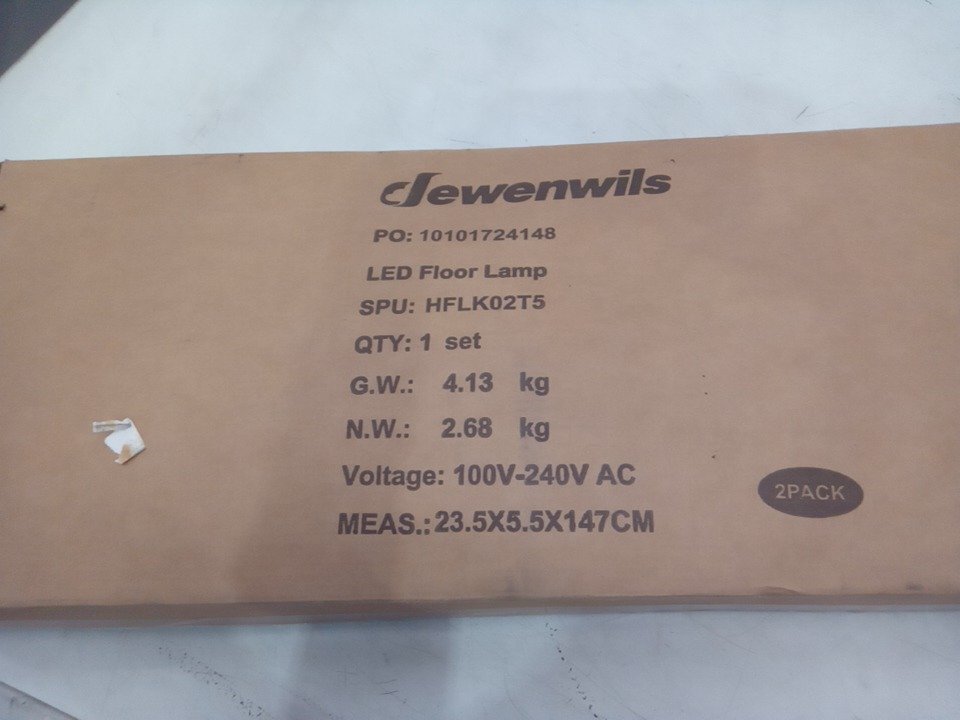 dewenwils
PO: 10101724148
LED Floor Lamp
SPU: HFLK02T5
QTY: 1 set
G.W.: 4.13 kg
N.W.: 2.68 kg
Voltage: 100V-240V AC
2PACK
MEAS.: 23.5X5.5X147CM